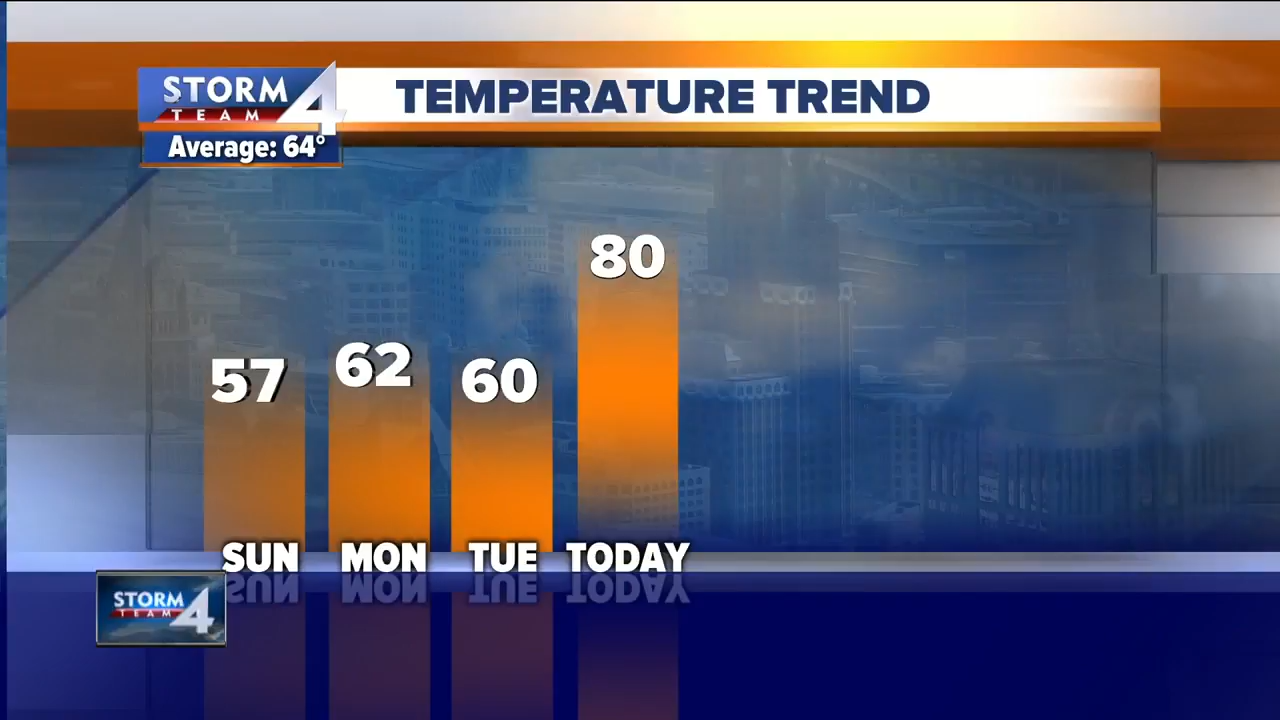 STORM
TEAM 4
TEMPERATURE TREND
Average: 64°
57
62
60
80
SUN MON TUE TODAY
STORM
TEAM 4